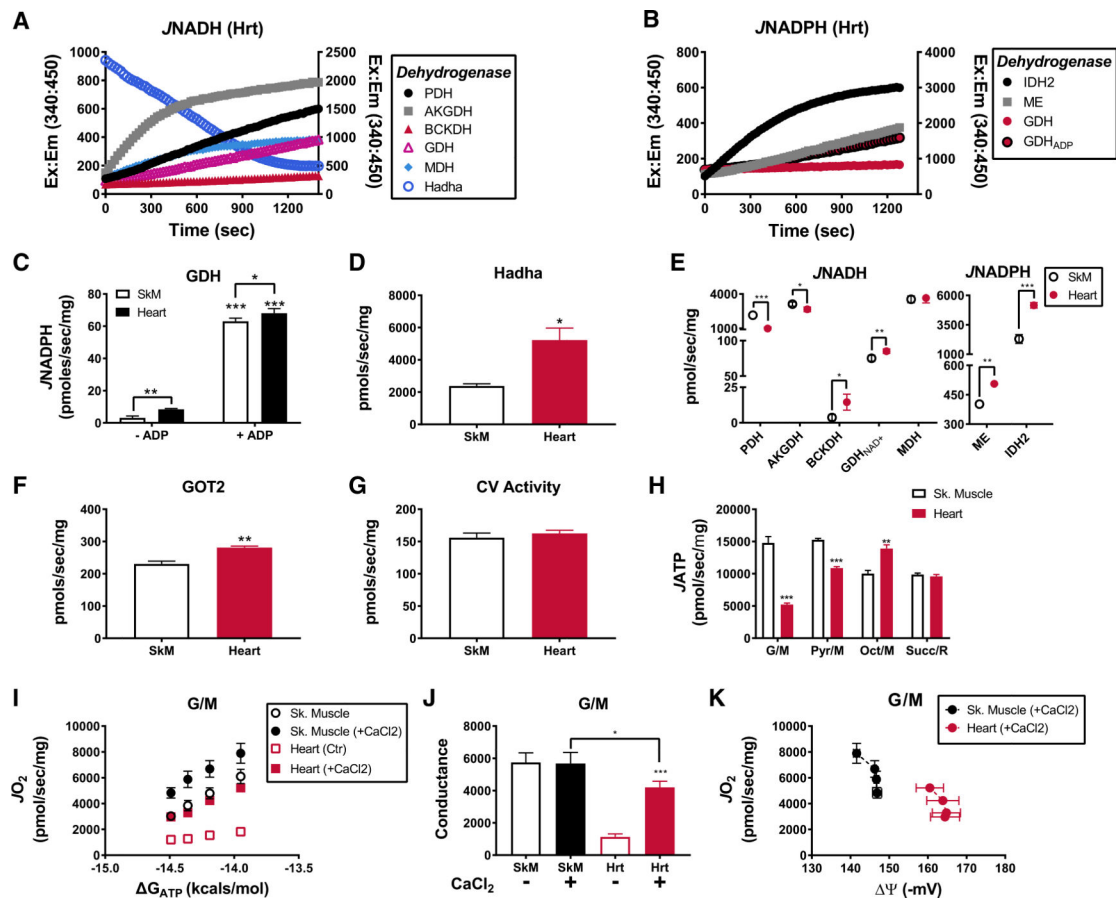 A
JNADH (Hrt)
Ex:Em (340:450)
1000
800
600
400
200
0
2500
2000
1500
1000
500
0
Ex:Em (340:450)
0 300 600 900 1200
Time (sec)
Dehydrogenase
PDH
AKGDH
BCKDH
GDH
MDH
Hadha
B
JNADPH (Hrt)
Ex:Em (340:450)
800
600
400
200
0
4000
3000
2000
1000
0
Ex:Em (340:450)
0 300 600 900 1200
Time (sec)
Dehydrogenase
IDH2
ME
GDH
GDHADP
C
GDH
SkM
Heart
JNADPH
(pmoles/sec/mg)
80
60
40
20
0
**
***
*
***
- ADP + ADP
D
Hadha
pmols/sec/mg
8000
6000
4000
2000
0
*
SkM Heart
E
JNADH
pmols/sec/mg
4000
1000
100
50
25
0
***
*
*
**
PDH
AKGDH
BCKDH
GDHNAD+
MDH
JNADPH
SkM
Heart
6000
4000
2000
0
600
450
300
**
***
ME
IDH2
F
GOT2
pmols/sec/mg
400
300
200
100
0
**
SkM Heart
G
CV Activity
pmols/sec/mg
200
150
100
50
0
SkM Heart
H
Sk. Muscle
Heart
JATP
(pmol/sec/mg)
20000
15000
10000
5000
0
***
***
**
G/M Pyr/M Oct/M Succ/R
I
G/M
JO2
(pmol/sec/mg)
10000
8000
6000
4000
2000
0
-15.0 -14.5 -14.0 -13.5
ΔGATP (kcals/mol)
Sk. Muscle
Sk. Muscle (+CaCl2)
Heart (Ctr)
Heart (+CaCl2)
J
G/M
Conductance
8000
6000
4000
2000
0
*
***
SkM SkM Hrt Hrt
CaCl2 - + - +
K
G/M
JO2
(pmol/sec/mg)
10000
8000
6000
4000
2000
0
130 140 150 160 170 180
ΔΨ (-mV)
Sk. Muscle (+CaCl2)
Heart (+CaCl2)